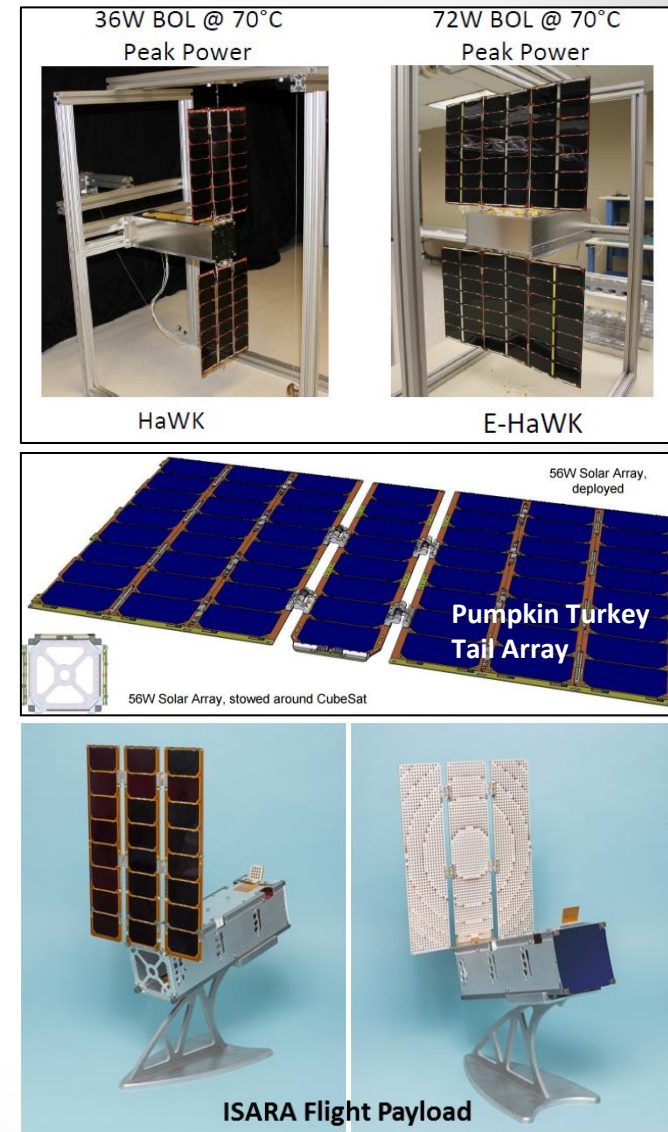 36W BOL @ 70°C
Peak Power
72W BOL @ 70°C
Peak Power
HaWK
E-HaWK
56W Solar Array,
deployed
Pumpkin Turkey
Tail Array
56W Solar Array, stowed around CubeSat
ISARA Flight Payload